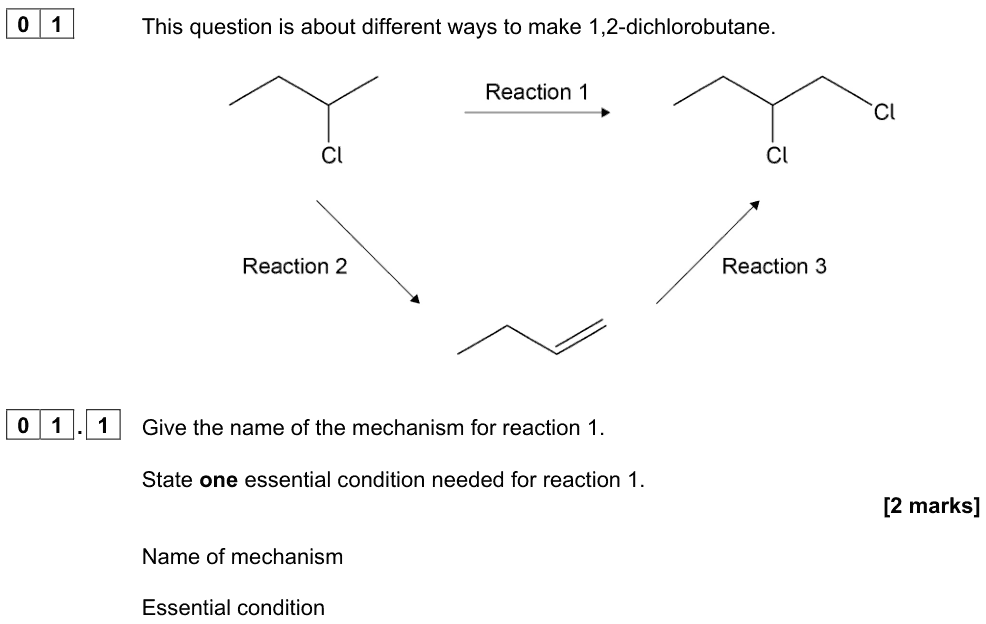 0 1 This question is about different ways to make 1,2-dichlorobutane.
Reaction 1
Cl
Cl
Cl
Reaction 2
Reaction 3
0 1 . 1 Give the name of the mechanism for reaction 1.
State one essential condition needed for reaction 1.
[2 marks]
Name of mechanism
Essential condition